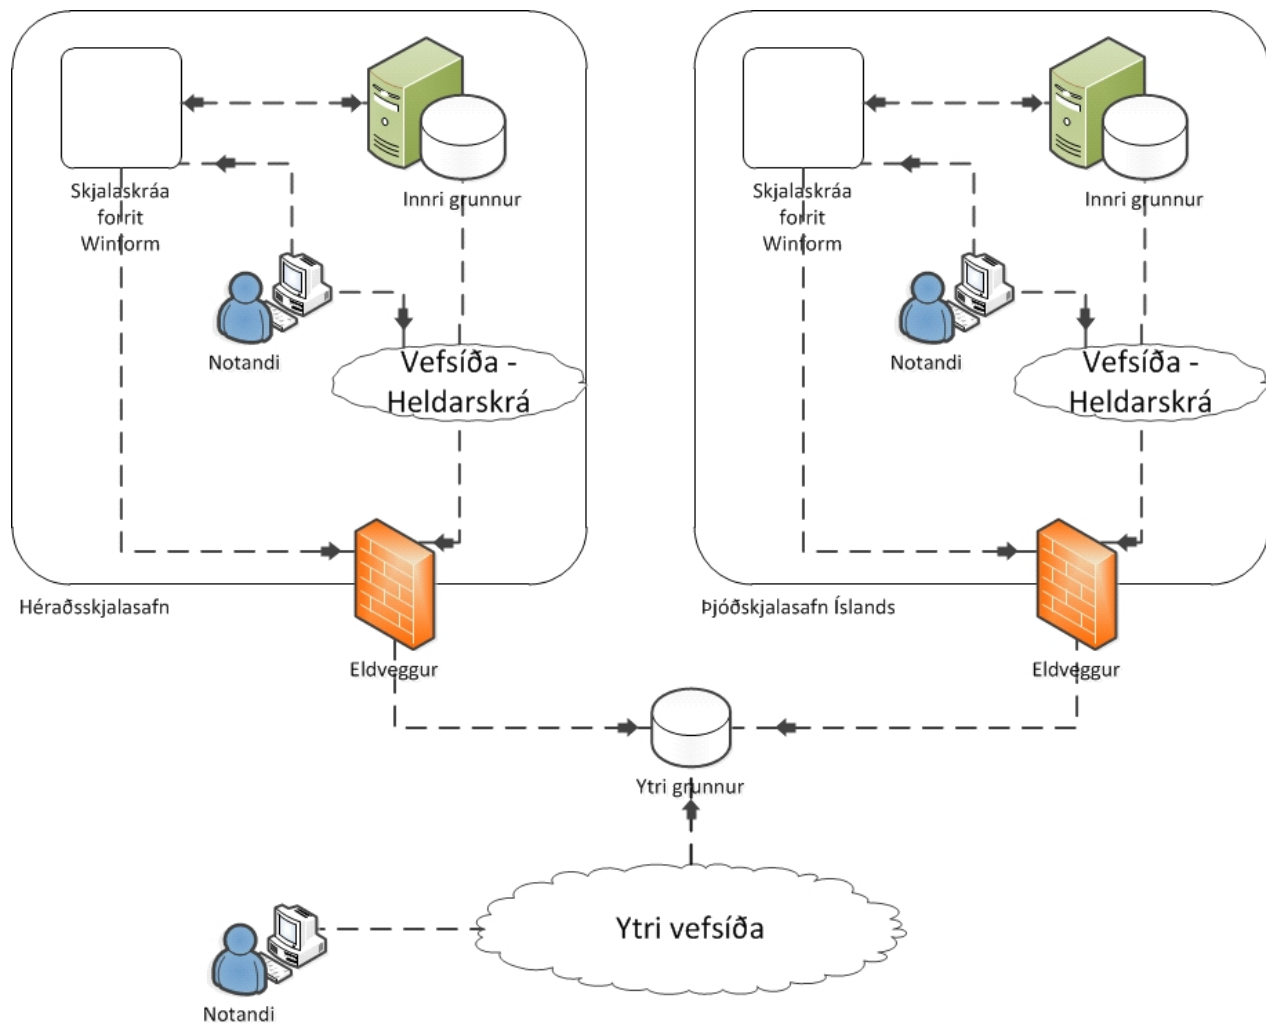 Skjalaskráa
forrit
Winform
Innri grunnur
Notandi
Vefsíða -
Heldarskrá
Héraðsskjalasafn
Eldveggur
Skjalaskráa
forrit
Winform
Innri grunnur
Notandi
Vefsíða -
Heldarskrá
Þjóðskjalasafn Íslands
Eldveggur
Ytri grunnur
Ytri vefsíða
Notandi